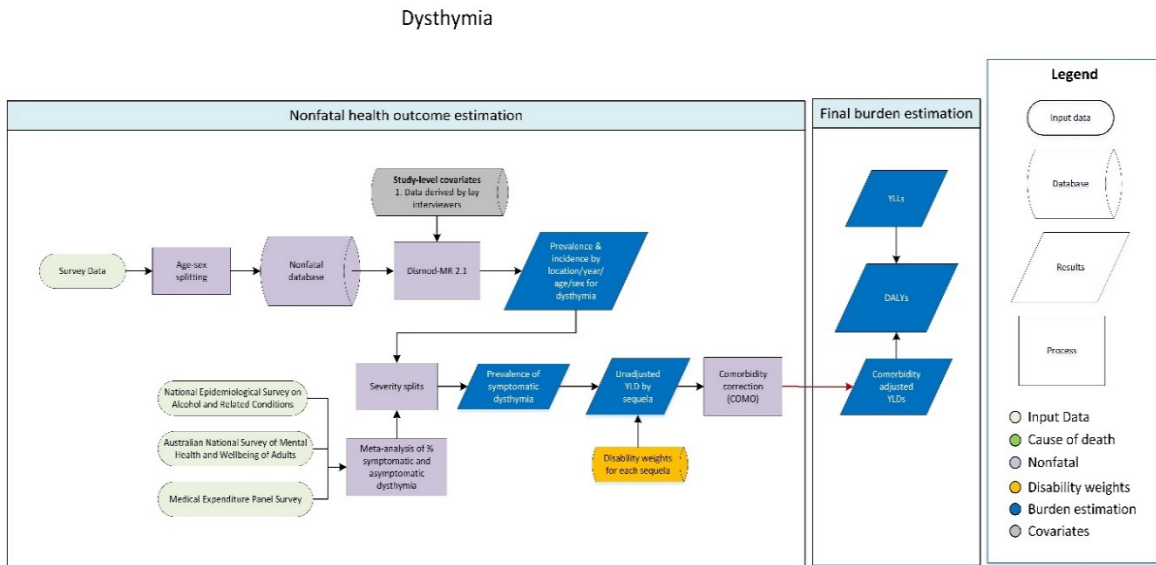 Dysthymia
Nonfatal health outcome estimation
Study-level covariates
1. Data derived by lay
interviewers
Survey Data
Age-sex
splitting
Nonfatal
database
Dismod-MR 2.1
Prevalence &
incidence by
location/year/
age/sex for
dysthymia
Severity splits
Prevalence of
symptomatic
dysthymia
Unadjusted
YLD by
sequela
Comorbidity
correction
(COMO)
National Epidemiological Survey on
Alcohol and Related Conditions
Australian National Survey of Mental
Health and Wellbeing of Adults
Medical Expenditure Panel Survey
Meta-analysis of %
symptomatic and
asymptomatic
dysthymia
Disability weights
for each sequela
Final burden estimation
YLLs
DALYs
Comorbidity
adjusted
YLDs
Legend
Input data
Database
Results
Process
Input Data
Cause of death
Nonfatal
Disability weights
Burden estimation
Covariates